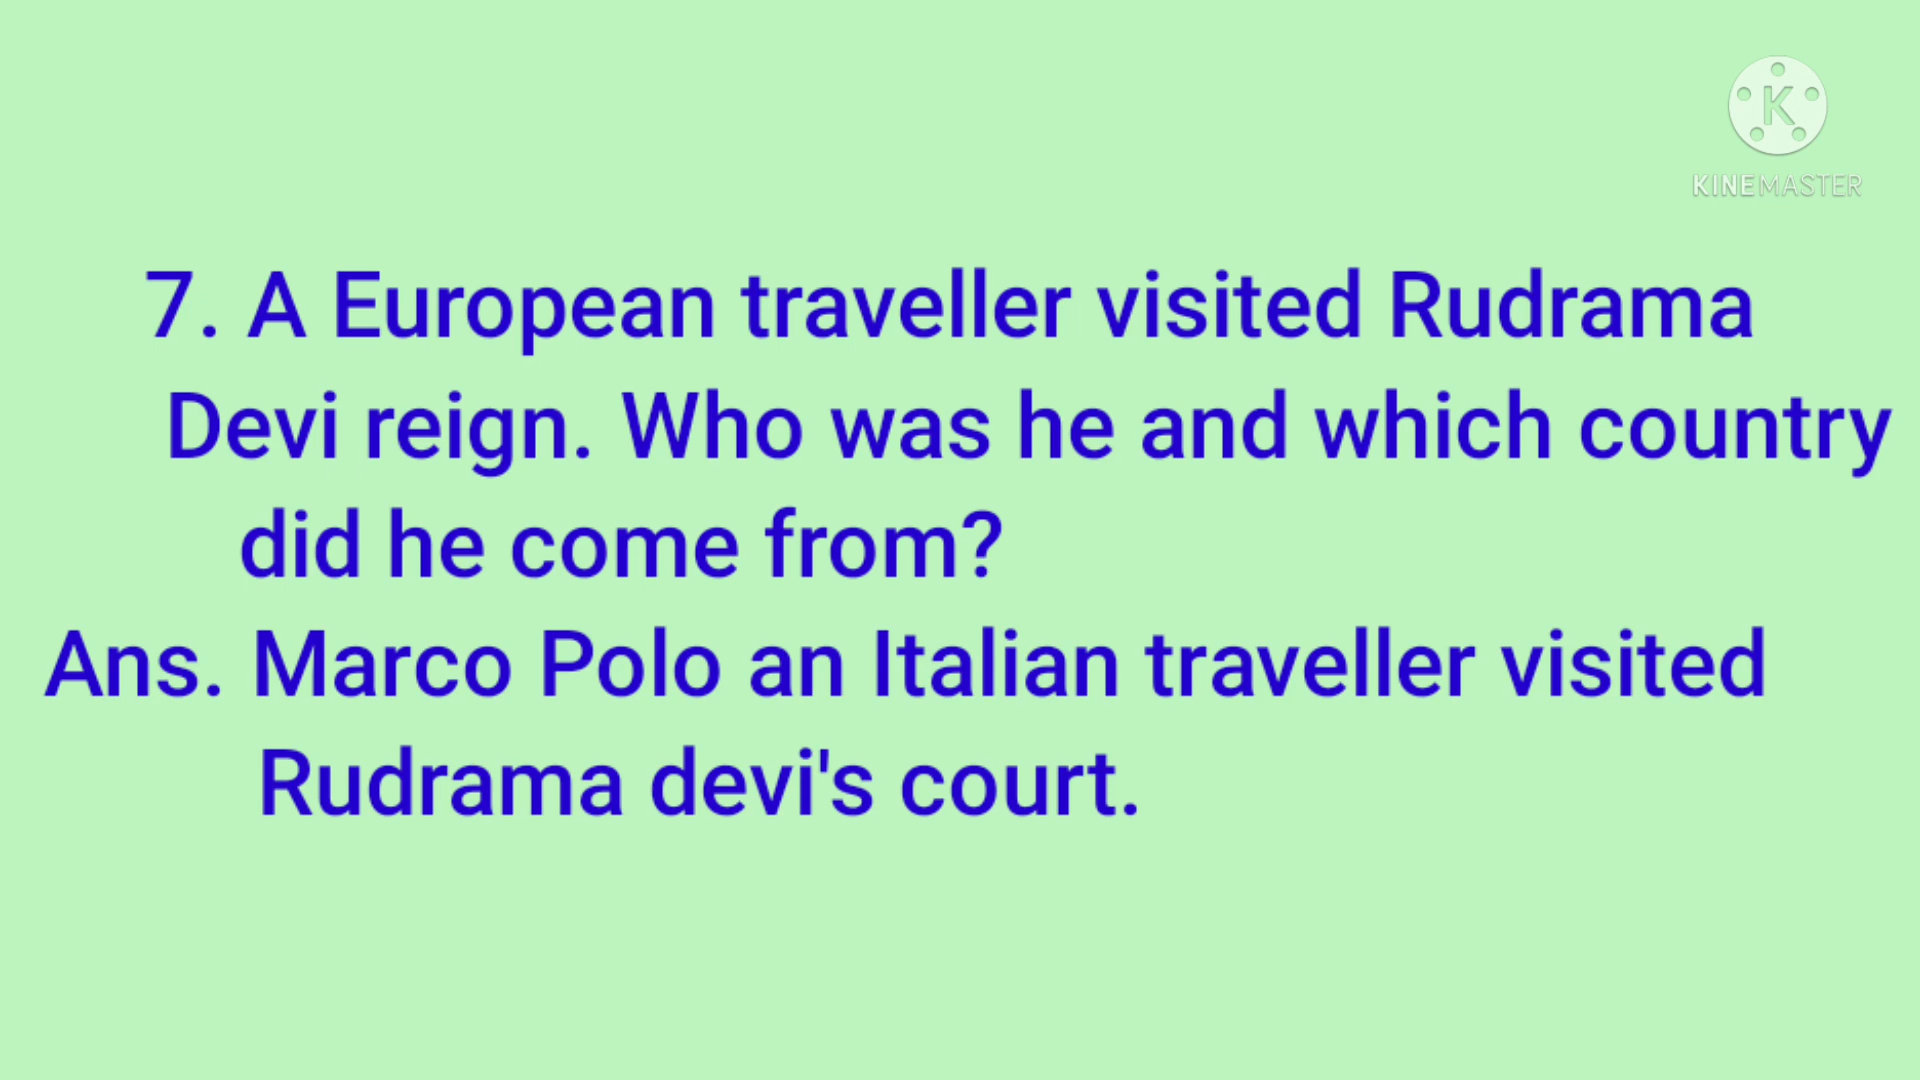 KINEMASTER
7. A European traveller visited Rudrama
Devi reign. Who was he and which country
did he come from?
Ans. Marco Polo an Italian traveller visited
Rudrama devi's court.